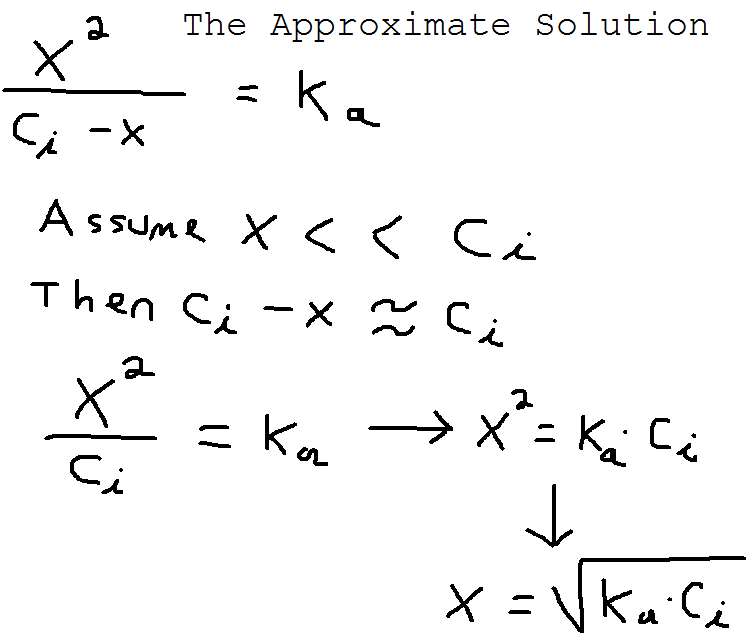 The Approximate Solution
x²/(Cᵢ - x) = Kₐ
Assume x << Cᵢ
Then Cᵢ - x ≈ Cᵢ
x²/Cᵢ = Kₐ → x² = Kₐ · Cᵢ
↓
x = √(Kₐ · Cᵢ)